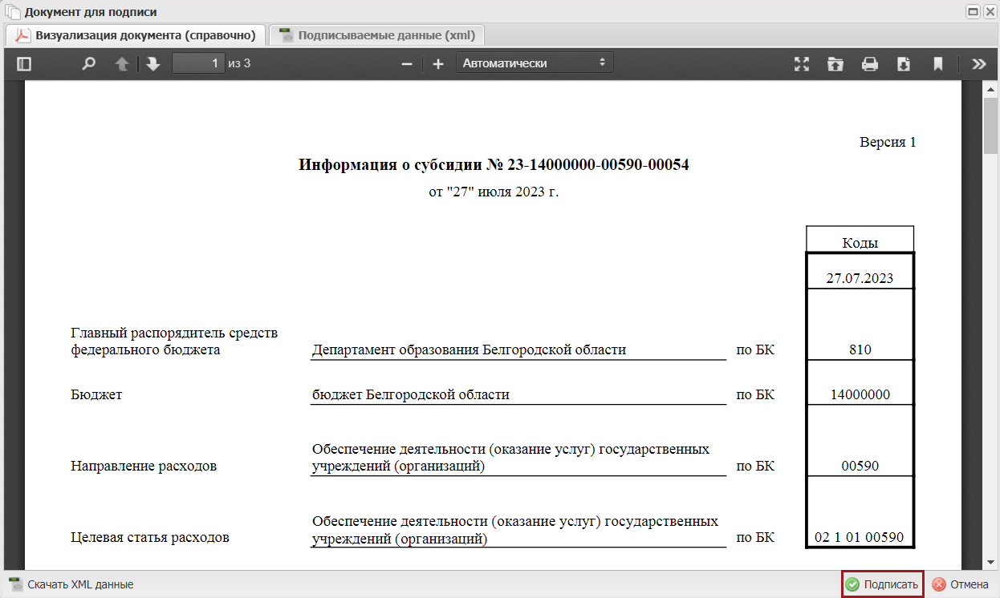 Документ для подписи
Визуализация документа (справочно) Подписываемые данные (xml)
1 из 3 Автоматически
Версия 1
Информация о субсидии № 23-14000000-00590-00054
от "27" июля 2023 г.
Коды
27.07.2023
Главный распорядитель средств
федерального бюджета Департамент образования Белгородской области по БК 810
Бюджет бюджет Белгородской области по БК 14000000
Обеспечение деятельности (оказание услуг) государственных
Направление расходов учреждений (организаций) по БК 00590
Обеспечение деятельности (оказание услуг) государственных
Целевая статья расходов учреждений (организаций) по БК 02 1 01 00590
Скачать XML данные Подписать Отмена